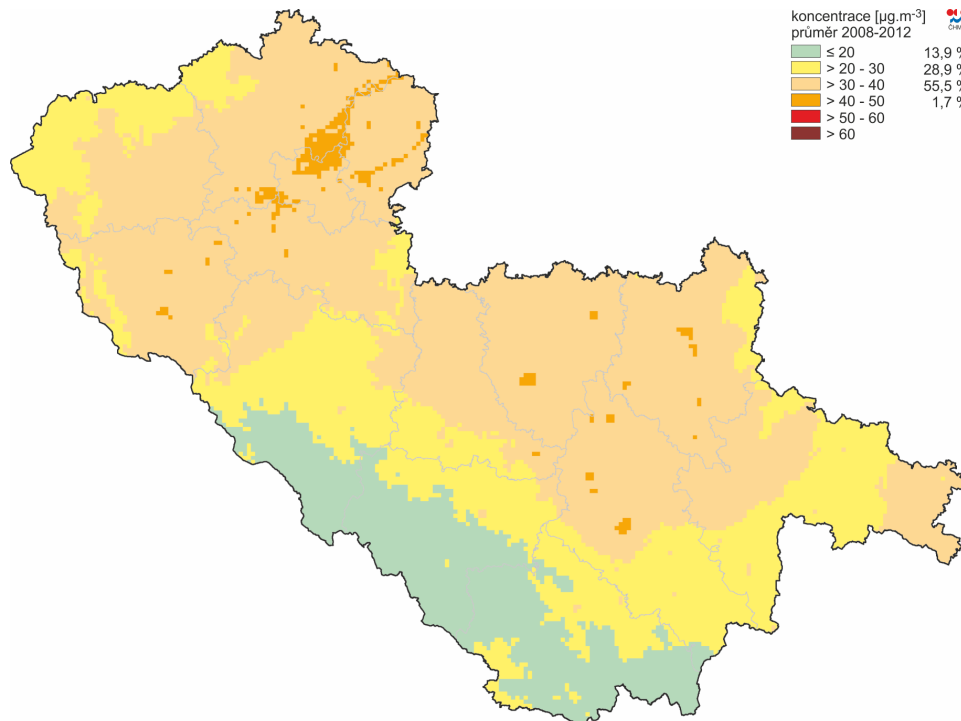 koncentrace [µg.m⁻³]
průměr 2008-2012
≤ 20 13,9 %
> 20 - 30 28,9 %
> 30 - 40 55,5 %
> 40 - 50 1,7 %
> 50 - 60
> 60